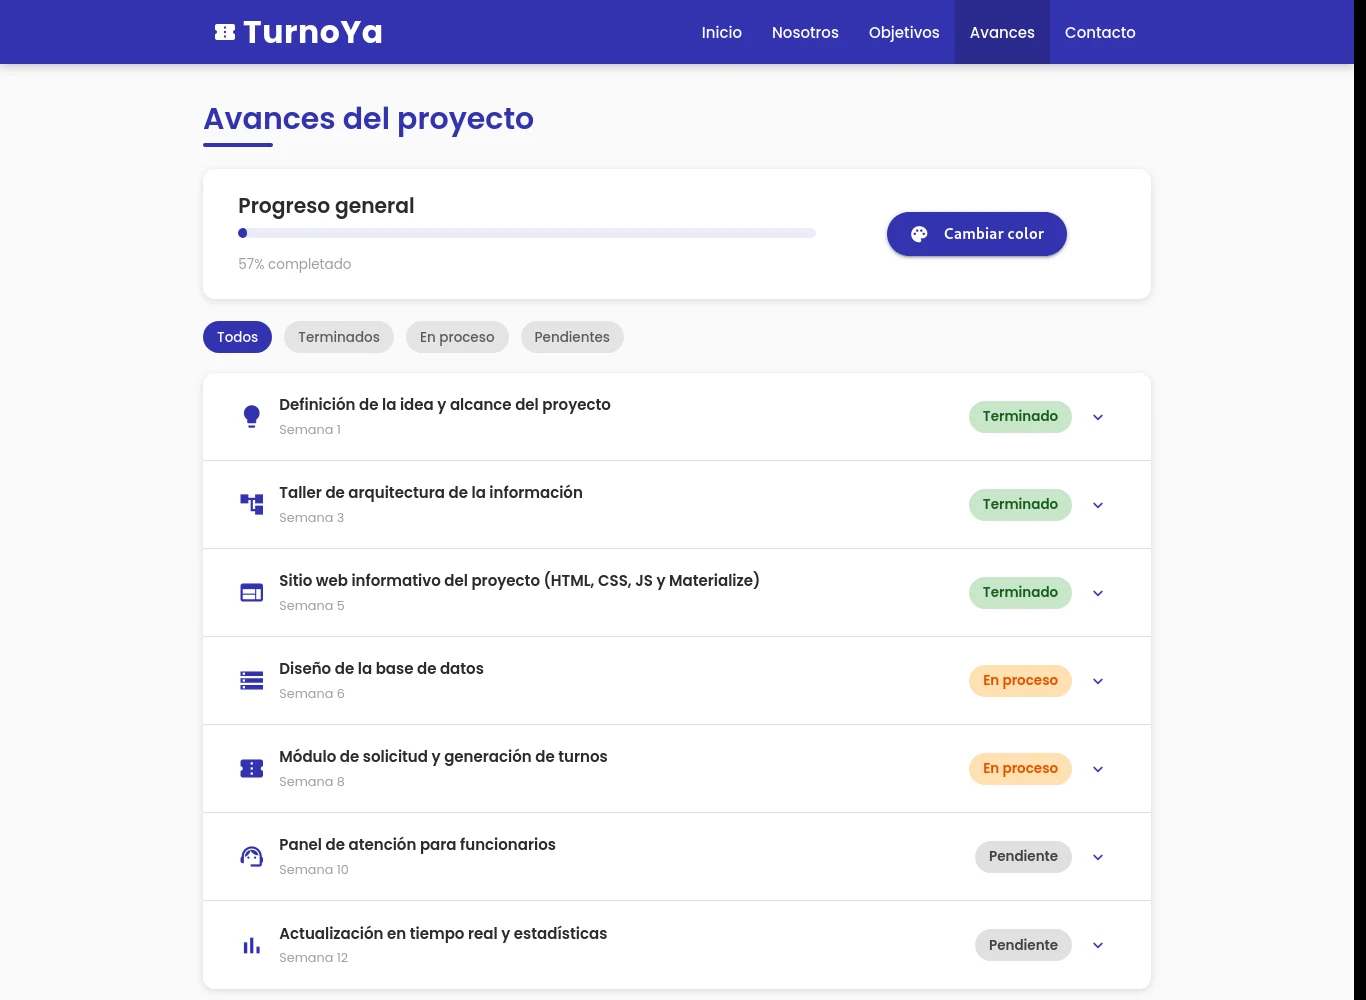 TurnoYa
Inicio
Nosotros
Objetivos
Avances
Contacto
Avances del proyecto
Progreso general
57% completado
Cambiar color
Todos
Terminados
En proceso
Pendientes
Definición de la idea y alcance del proyecto
Semana 1
Terminado
Taller de arquitectura de la información
Semana 3
Terminado
Sitio web informativo del proyecto (HTML, CSS, JS y Materialize)
Semana 5
Terminado
Diseño de la base de datos
Semana 6
En proceso
Módulo de solicitud y generación de turnos
Semana 8
En proceso
Panel de atención para funcionarios
Semana 10
Pendiente
Actualización en tiempo real y estadísticas
Semana 12
Pendiente